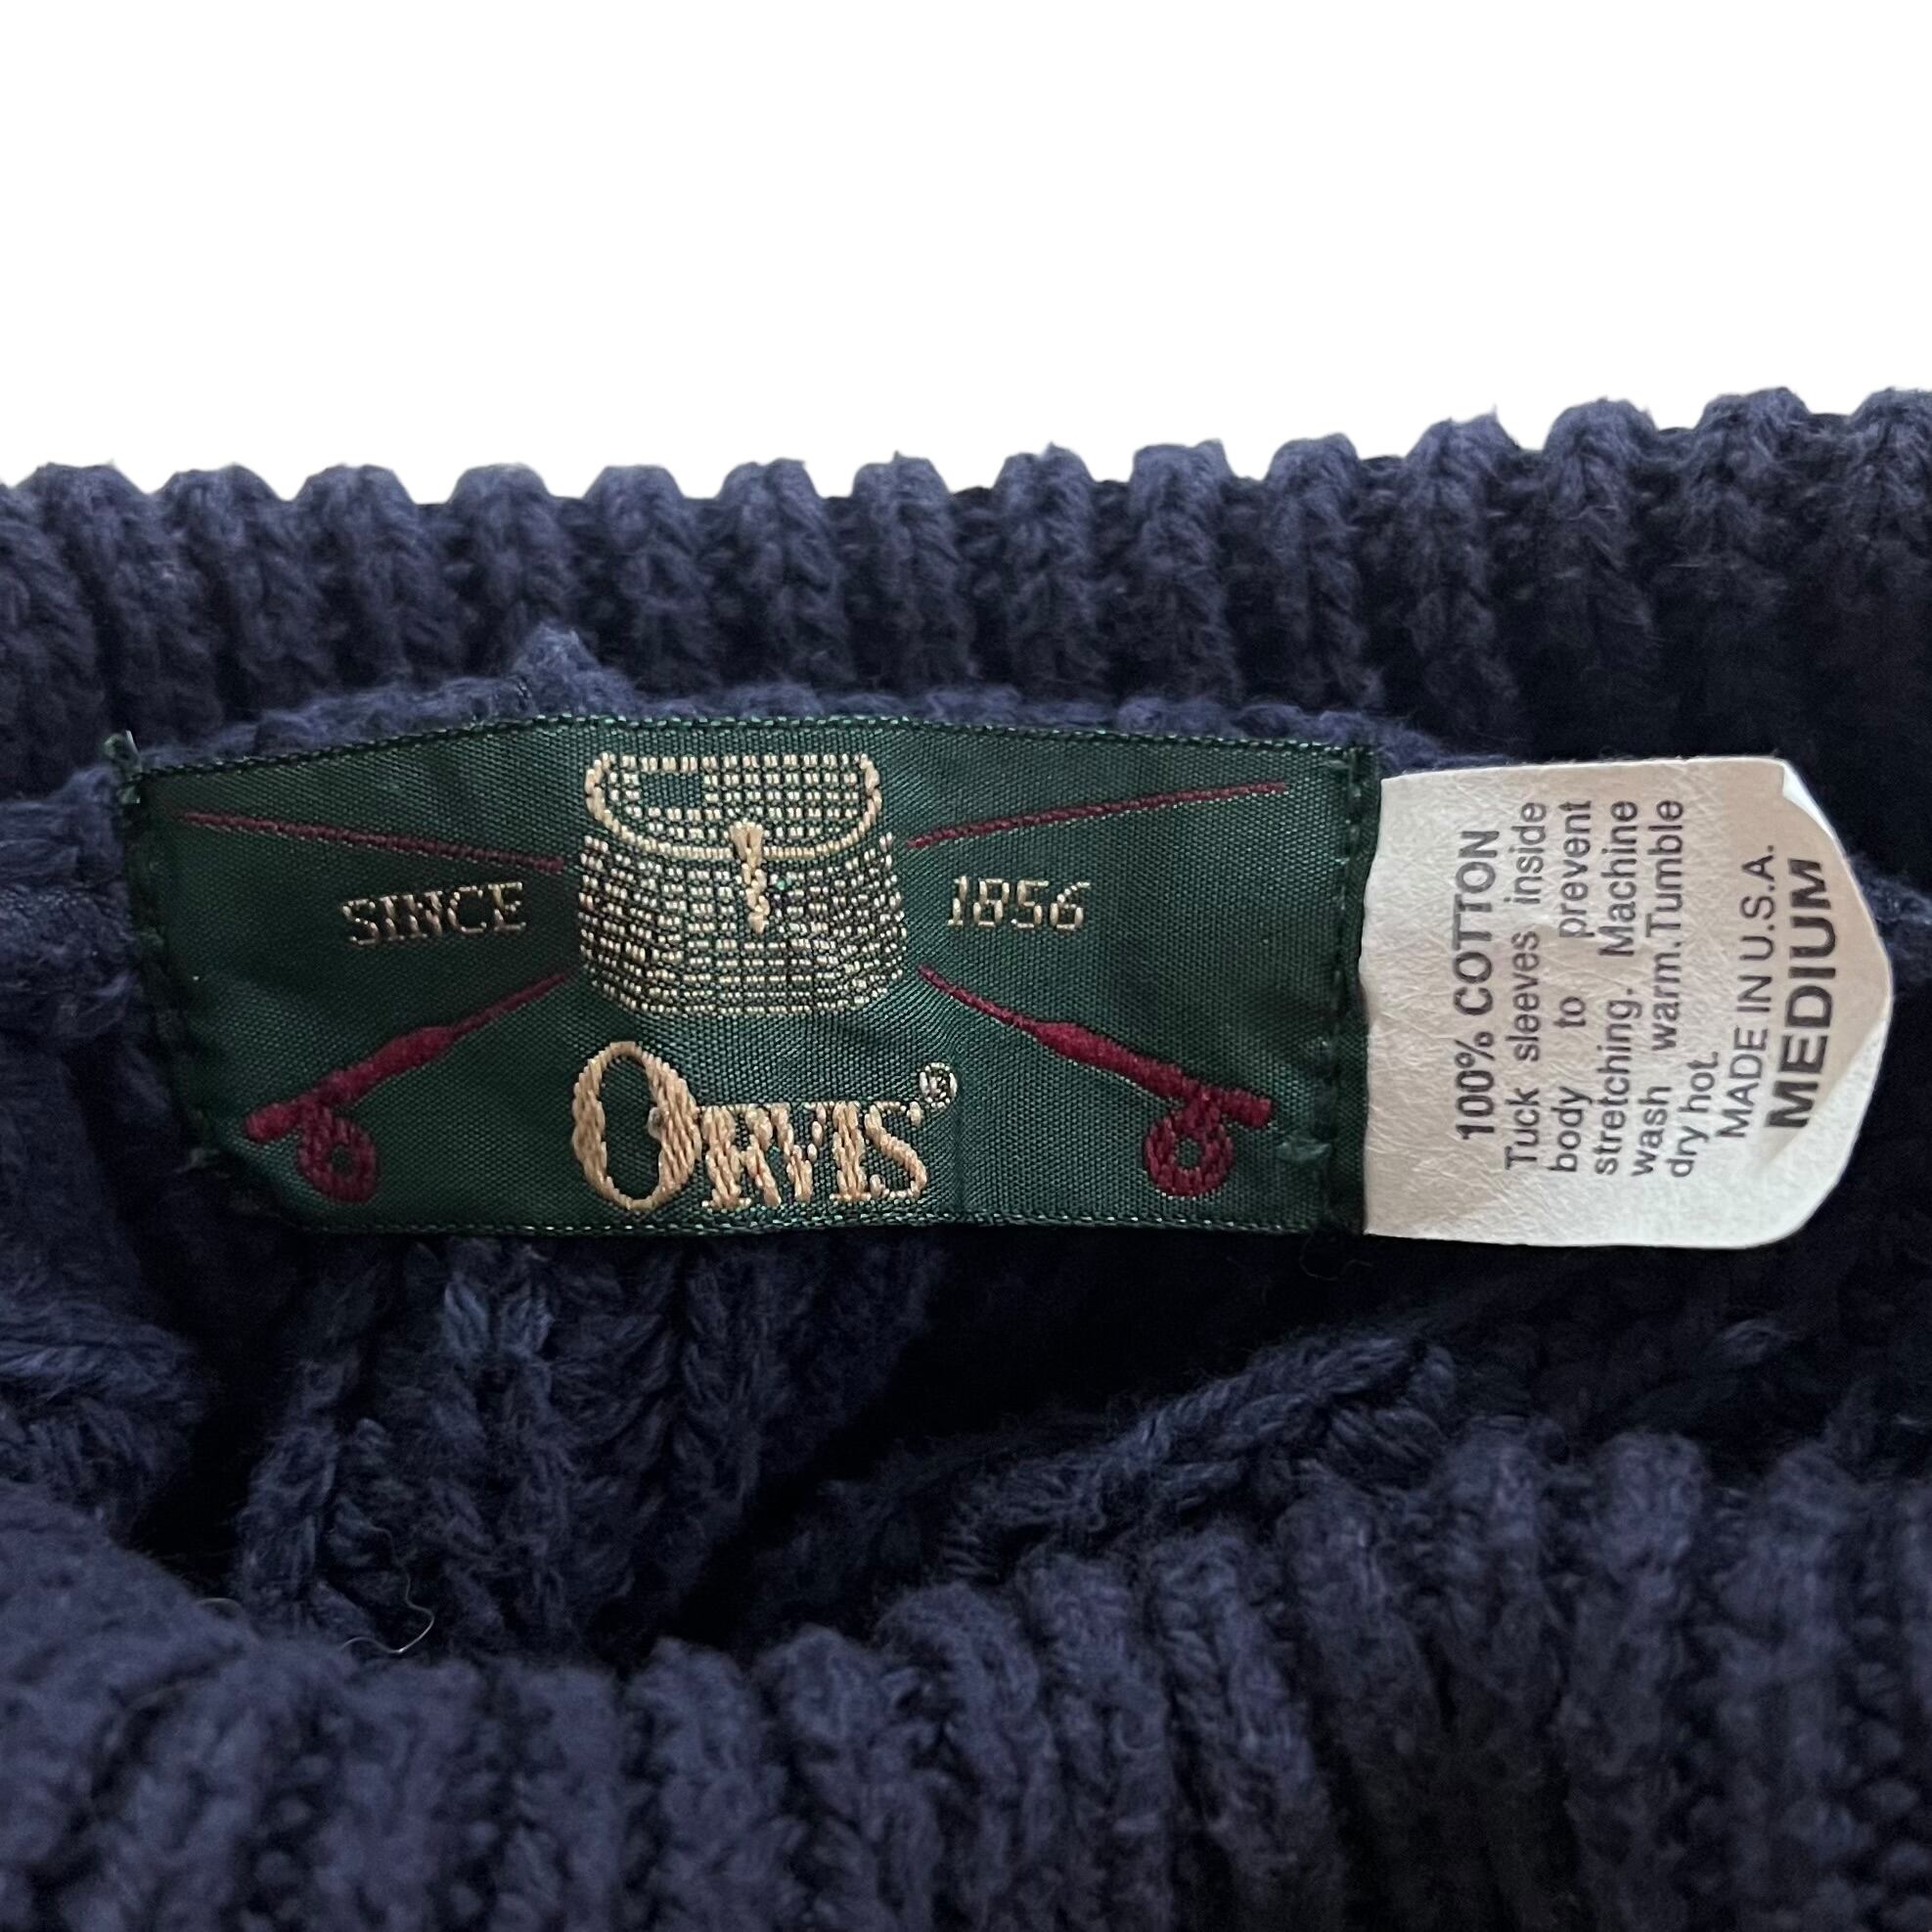 SINCE 1856
ORVIS®
100% COTTON
Tuck sleeves inside
body to prevent
stretching. Machine
wash warm.Tumble
dry hot
MADE IN U.S.A.
MEDIUM